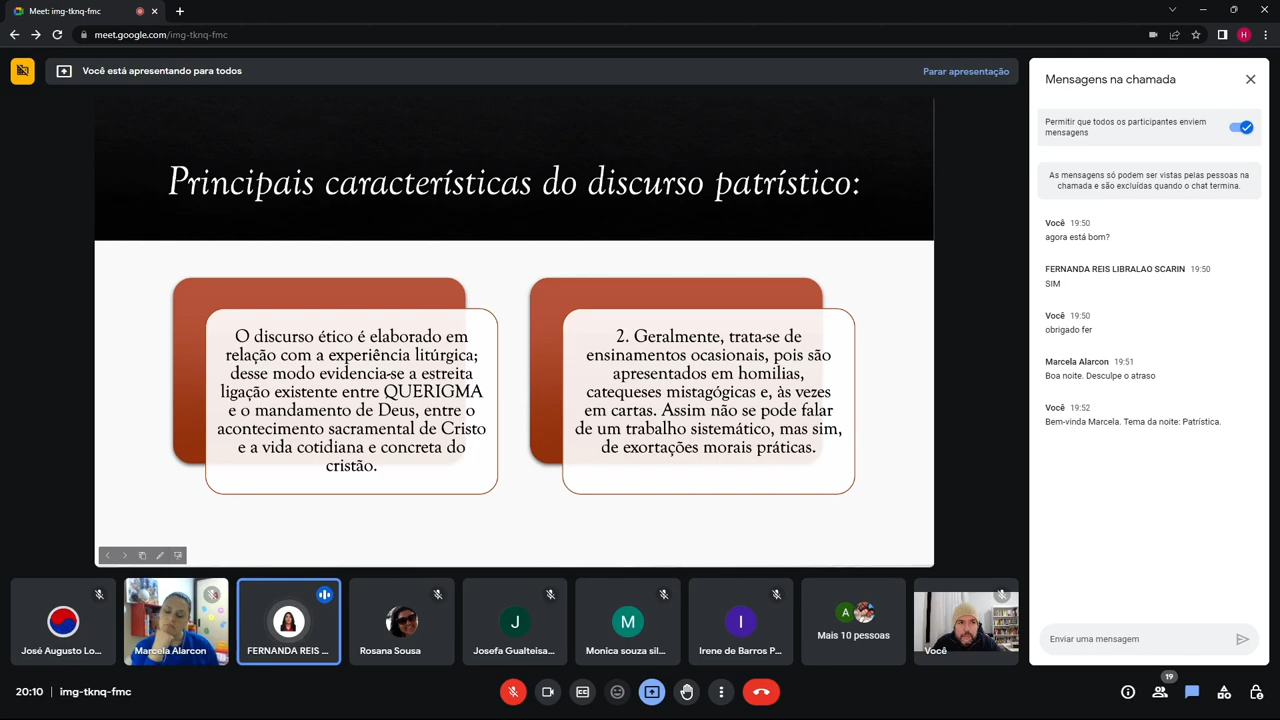 Meet: img-tknq-fmc
meet.google.com/img-tknq-fmc
H
Você está apresentando para todos
Parar apresentação
Principais características do discurso patrístico:
O discurso ético é elaborado em
relação com a experiência litúrgica;
desse modo evidencia-se a estreita
ligação existente entre QUERIGMA
e o mandamento de Deus, entre o
acontecimento sacramental de Cristo
e a vida cotidiana e concreta do
cristão.
2. Geralmente, trata-se de
ensinamentos ocasionais, pois são
apresentados em homilias,
catequeses mistagógicas e, às vezes
em cartas. Assim não se pode falar
de um trabalho sistemático, mas sim,
de exortações morais práticas.
Mensagens na chamada
Permitir que todos os participantes enviem
mensagens
As mensagens só podem ser vistas pelas pessoas na
chamada e são excluídas quando o chat termina.
Você 19:50
agora está bom?
FERNANDA REIS LIBRALAO SCARIN 19:50
SIM
Você 19:50
obrigado fer
Marcela Alarcon 19:51
Boa noite. Desculpe o atraso
Você 19:52
Bem-vinda Marcela. Tema da noite: Patrística.
Enviar uma mensagem
José Augusto Lo...
Marcela Alarcon
FERNANDA REIS ...
Rosana Sousa
J
Josefa Gualteisa...
M
Monica souza sil...
I
Irene de Barros P...
A
Mais 10 pessoas
Você
20:10
img-tknq-fmc
19